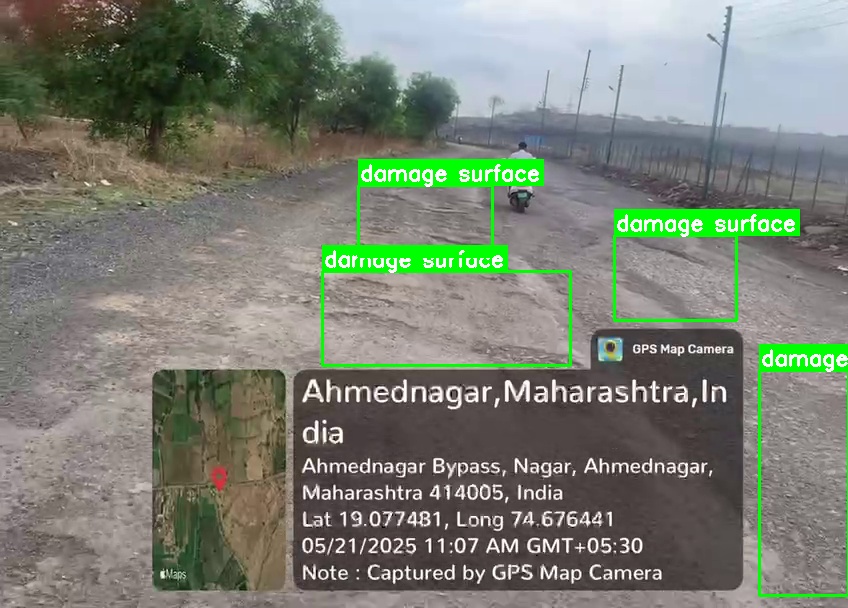 damage surface
damage surface
damage surface
damage
GPS Map Camera
Ahmednagar,Maharashtra,In
dia
Ahmednagar Bypass, Nagar, Ahmednagar,
Maharashtra 414005, India
Lat 19.077481, Long 74.676441
05/21/2025 11:07 AM GMT+05:30
Note : Captured by GPS Map Camera
Maps